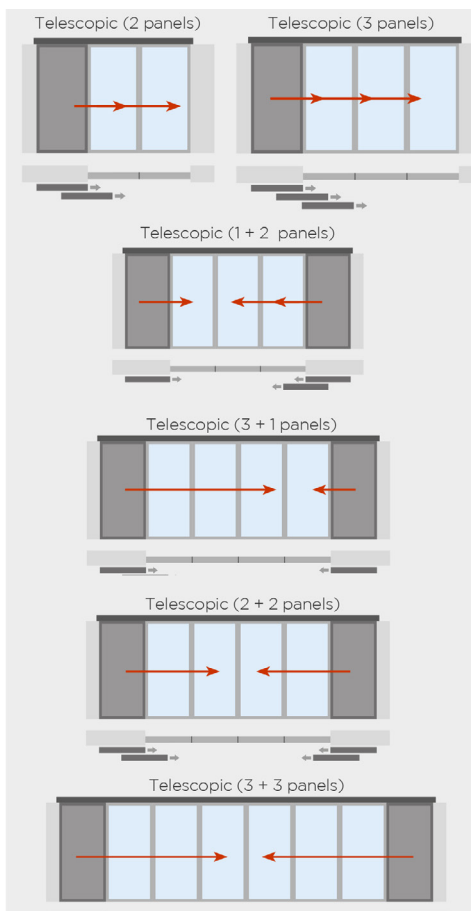 Telescopic (2 panels)
Telescopic (3 panels)
Telescopic (1 + 2 panels)
Telescopic (3 + 1 panels)
Telescopic (2 + 2 panels)
Telescopic (3 + 3 panels)